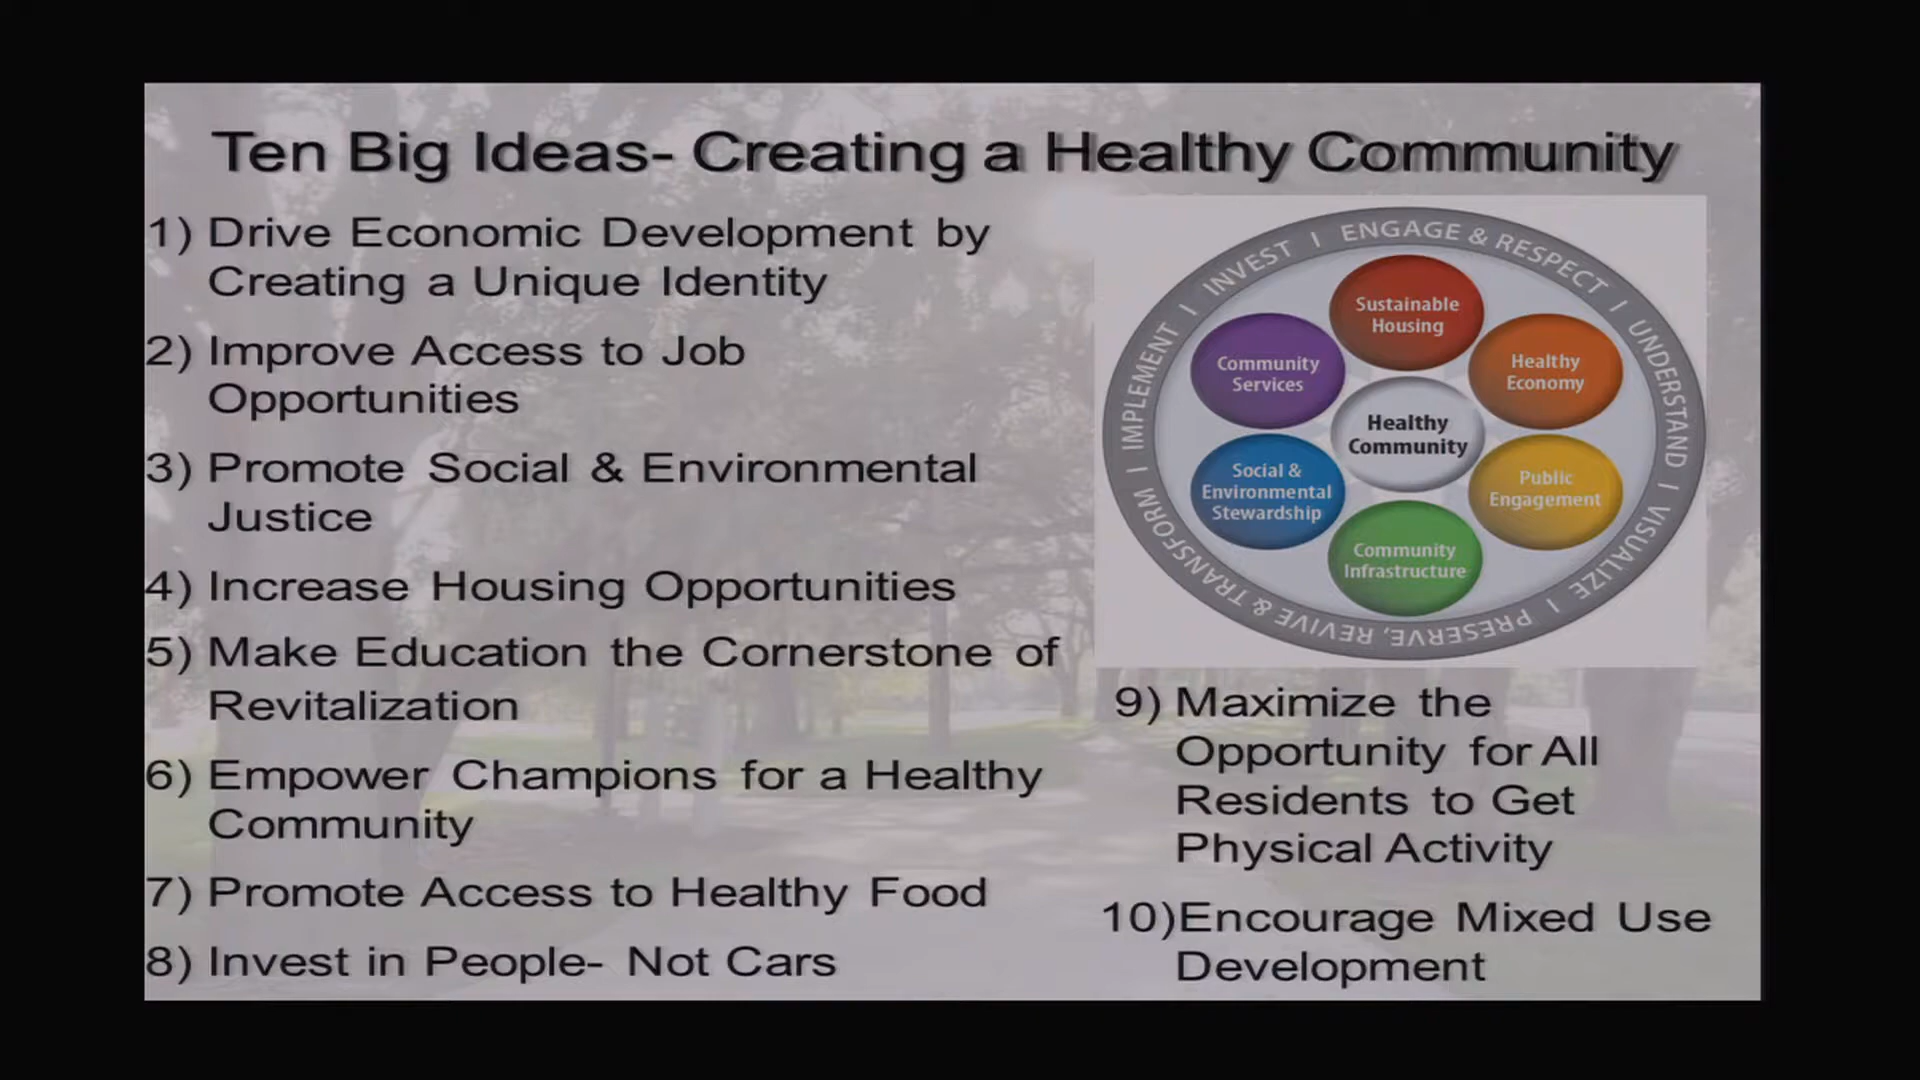 Ten Big Ideas- Creating a Healthy Community
1) Drive Economic Development by
Creating a Unique Identity
2) Improve Access to Job
Opportunities
3) Promote Social & Environmental
Justice
4) Increase Housing Opportunities
5) Make Education the Cornerstone of
Revitalization
6) Empower Champions for a Healthy
Community
7) Promote Access to Healthy Food
8) Invest in People- Not Cars
IMPLEMENT I INVEST I ENGAGE & RESPECT I UNDERSTAND I VISUALIZE I PRESERVE, REVIVE & TRANSFORM I
Sustainable
Housing
Healthy
Economy
Public
Engagement
Community
Infrastructure
Social &
Environmental
Stewardship
Community
Services
Healthy
Community
9) Maximize the
Opportunity for All
Residents to Get
Physical Activity
10)Encourage Mixed Use
Development